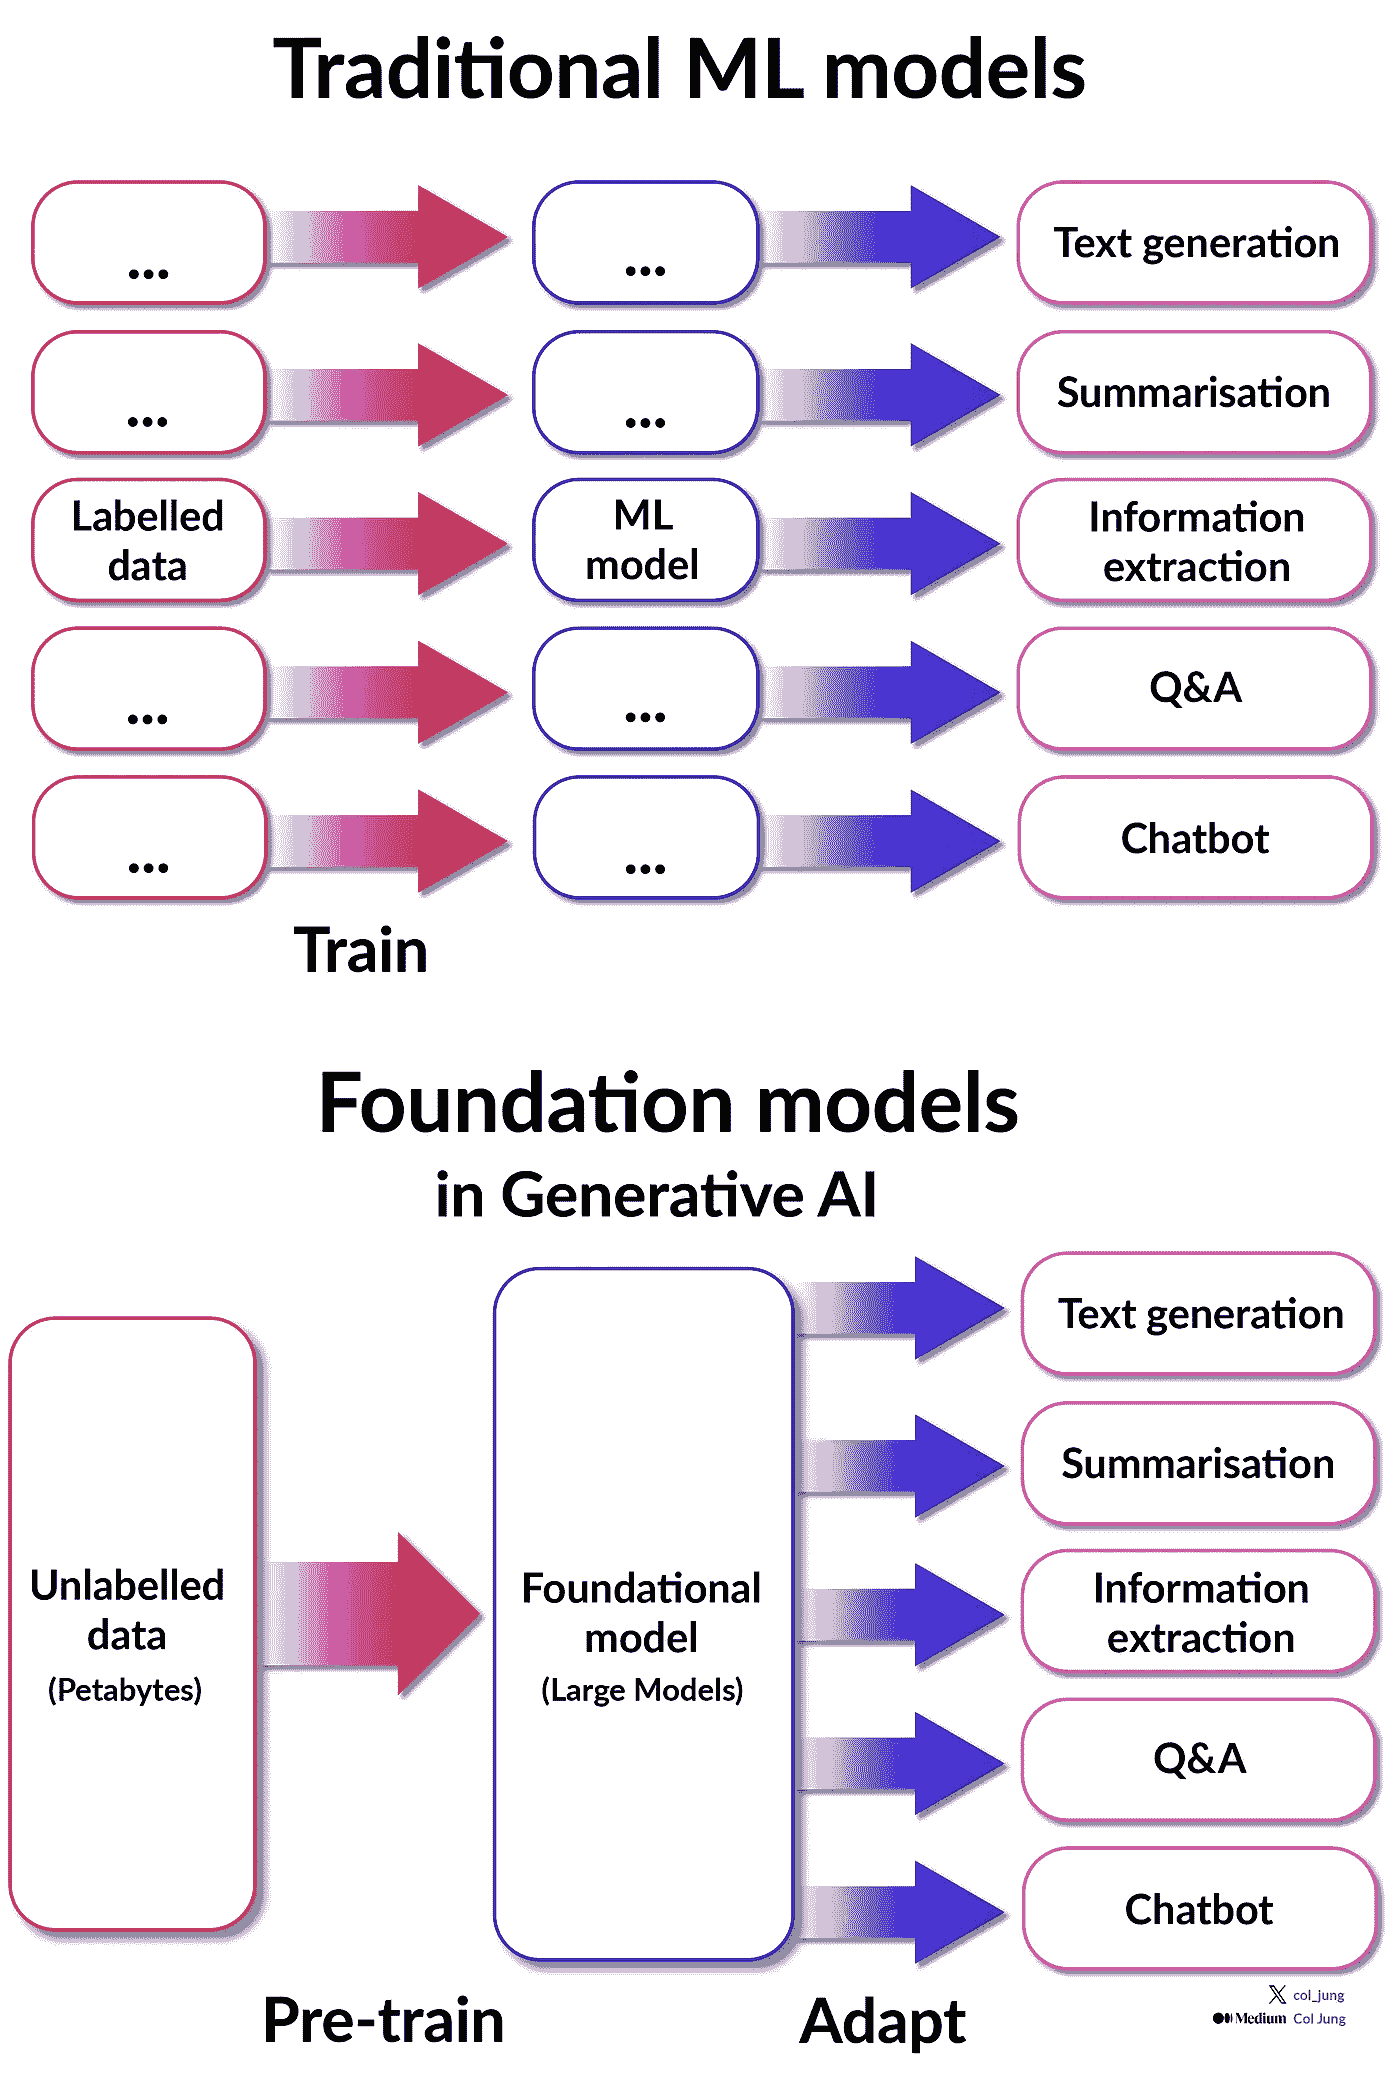 Traditional ML models
... ... Text generation
... ... Summarisation
Labelled ML Information
data model extraction
... ... Q&A
... ... Chatbot
Train
Foundation models
in Generative AI
Text generation
Summarisation
Unlabelled
data
(Petabytes)
Foundational
model
(Large Models)
Information
extraction
Q&A
Chatbot
Pre-train
Adapt
X col_jung
Medium Col Jung